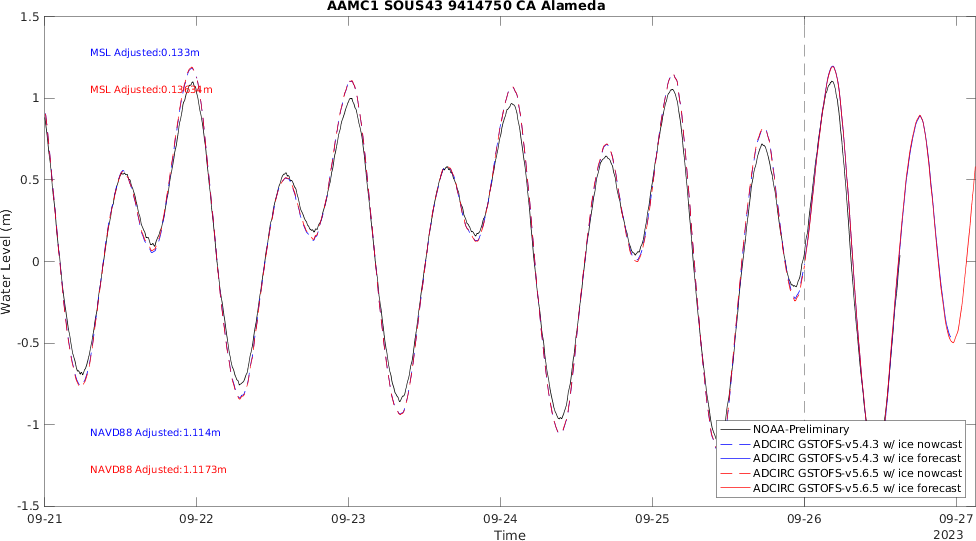 AAMC1 SOUS43 9414750 CA Alameda
1.5
1
0.5
0
-0.5
-1
-1.5
Water Level (m)
MSL Adjusted:0.133m
MSL Adjusted:0.13634m
NAVD88 Adjusted:1.114m
NAVD88 Adjusted:1.1173m
NOAA-Preliminary
ADCIRC GSTOFS-v5.4.3 w/ ice nowcast
ADCIRC GSTOFS-v5.4.3 w/ ice forecast
ADCIRC GSTOFS-v5.6.5 w/ ice nowcast
ADCIRC GSTOFS-v5.6.5 w/ ice forecast
09-21 09-22 09-23 09-24 09-25 09-26 09-27
Time
2023